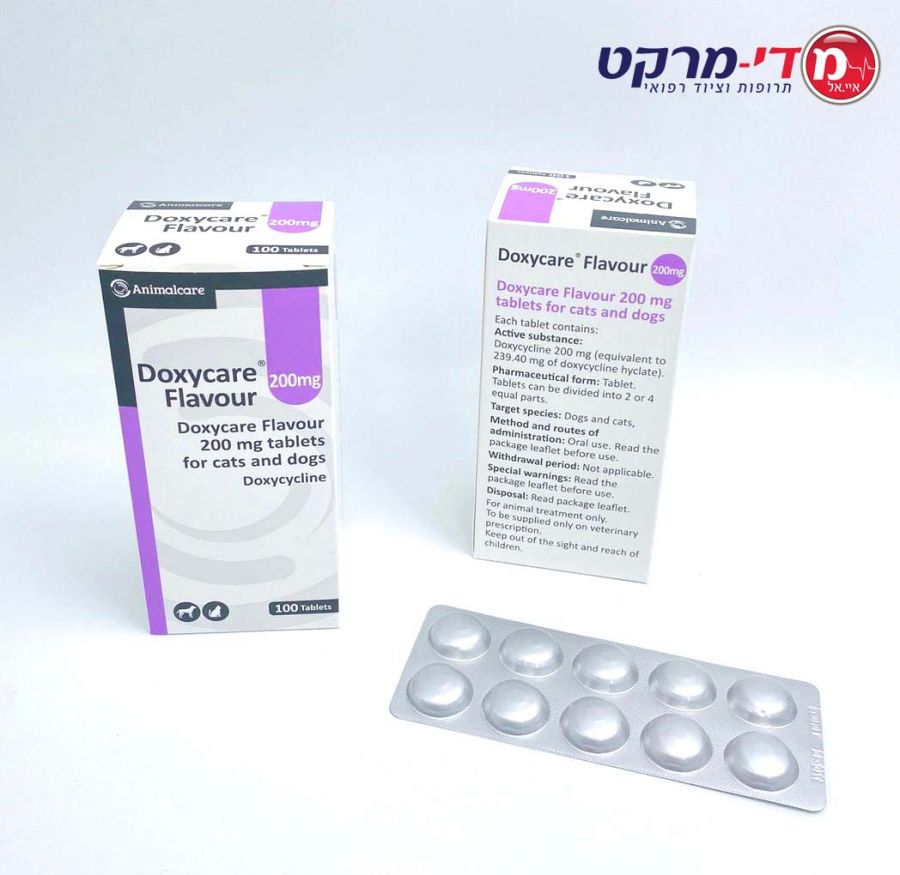 מדי-מרקט
איי.אל
תרופות וציוד רפואי
Animalcare
Doxycare® Flavour
200mg
100 Tablets
Animalcare
Doxycare®
Flavour
200mg
Doxycare Flavour
200 mg tablets
for cats and dogs
Doxycycline
100 Tablets
100 Tablets
Doxycare®
Flavour
200mg
Animalcare
Doxycare® Flavour 200mg
Doxycare Flavour 200 mg
tablets for cats and dogs
Each tablet contains:
Active substance:
Doxycycline 200 mg (equivalent to
239.40 mg of doxycycline hyclate).
Pharmaceutical form: Tablet.
Tablets can be divided into 2 or 4
equal parts.
Target species: Dogs and cats,
Method and routes of
administration: Oral use. Read the
package leaflet before use.
Withdrawal period: Not applicable.
Special warnings: Read the
package leaflet before use.
Disposal: Read package leaflet.
For animal treatment only.
To be supplied only on veterinary
prescription.
Keep out of the sight and reach of
children.